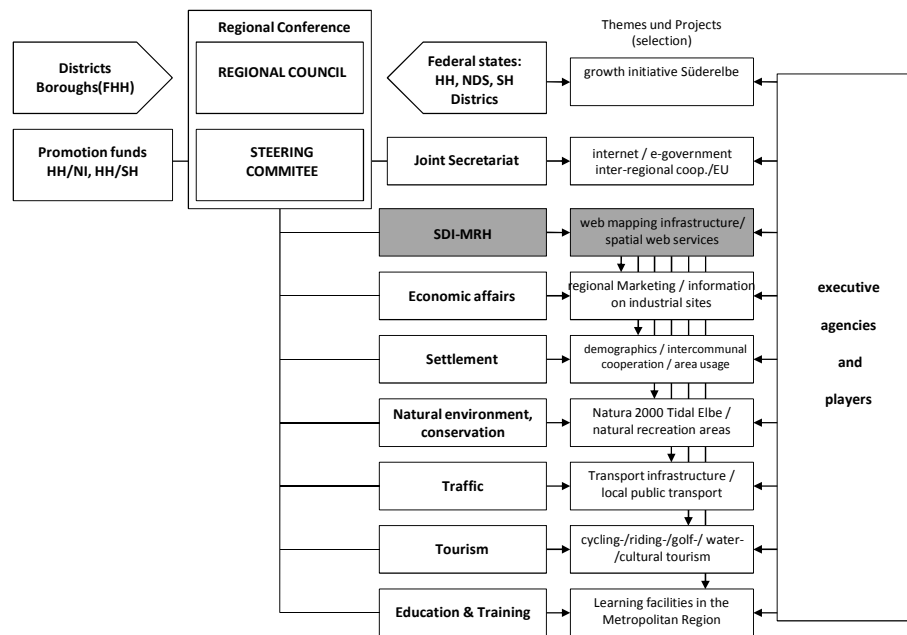 Regional Conference
Themes und Projects
(selection)
Districts
Boroughs(FHH)
REGIONAL COUNCIL
Federal states:
HH, NDS, SH
Districs
growth initiative Süderelbe
Promotion funds
HH/NI, HH/SH
STEERING
COMMITEE
Joint Secretariat
internet / e-government
inter-regional coop./EU
SDI-MRH
web mapping infrastructure/
spatial web services
Economic affairs
regional Marketing / information
on industrial sites
Settlement
demographics / intercommunal
cooperation / area usage
Natural environment,
conservation
Natura 2000 Tidal Elbe /
natural recreation areas
Traffic
Transport infrastructure /
local public transport
Tourism
cycling-/riding-/golf-/ water-
/cultural tourism
Education & Training
Learning facilities in the
Metropolitan Region
executive
agencies
and
players